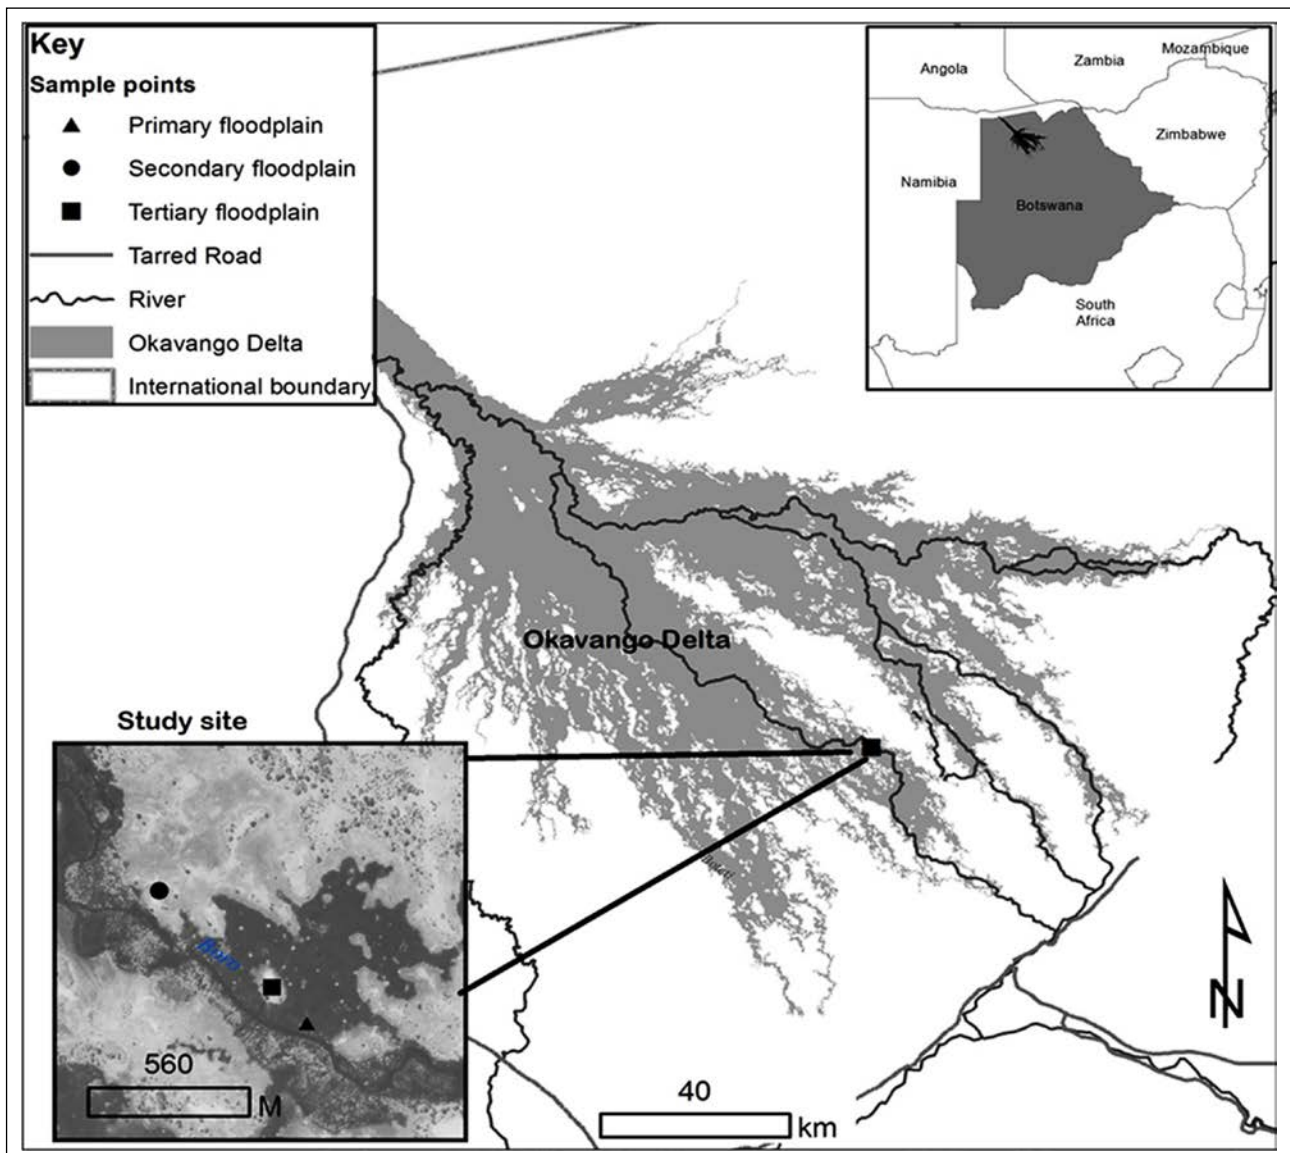 Key
Sample points
Primary floodplain
Secondary floodplain
Tertiary floodplain
Tarred Road
River
Okavango Delta
International boundary
Angola
Zambia
Mozambique
Zimbabwe
Namibia
Botswana
South
Africa
Okavango Delta
Study site
Boro
560
M
40
km
N